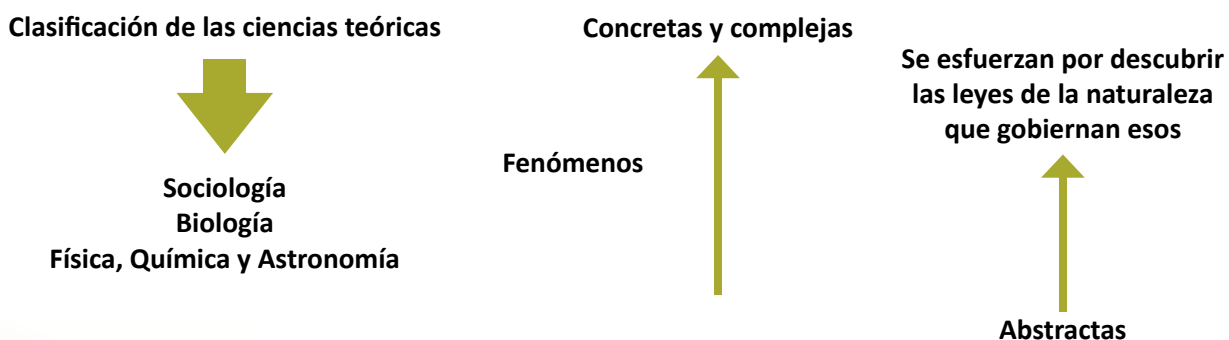 Clasificación de las ciencias teóricas
Sociología
Biología
Física, Química y Astronomía
Concretas y complejas
Fenómenos
Se esfuerzan por descubrir
las leyes de la naturaleza
que gobiernan esos
Abstractas